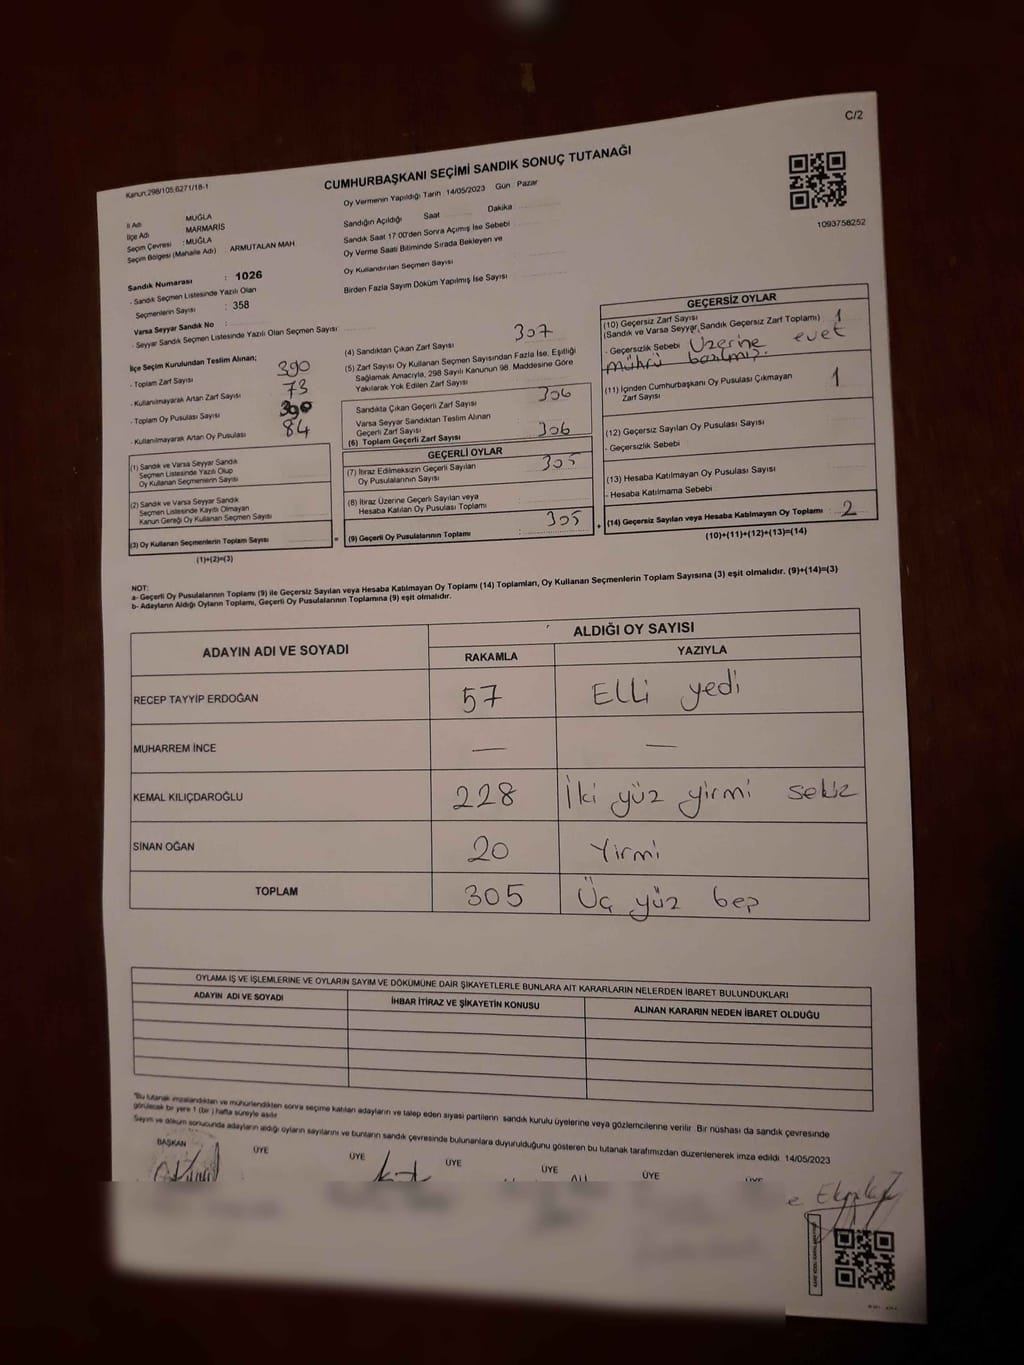 C/2
Kanun:298/105,6271/18-1
CUMHURBAŞKANI SEÇİMİ SANDIK SONUÇ TUTANAĞI
1093758252
İl Adı MUĞLA
İlçe Adı MARMARİS
Seçim Çevresi : MUĞLA
Seçim Bölgesi (Mahalle Adı) ARMUTALAN MAH
Sandık Numarası : 1026
- Sandık Seçmen Listesinde Yazılı Olan
Seçmenlerin Sayısı : 358
Varsa Seyyar Sandık No :
- Seyyar Sandık Seçmen Listesinde Yazılı Olan Seçmen Sayısı
Oy Vermenin Yapıldığı Tarih 14/05/2023 Gün Pazar
Sandığın Açıldığı Saat Dakika
Sandık Saat 17 00'den Sonra Açımış İse Sebebi
Oy Verme Saati Bitiminde Sırada Bekleyen ve
Oy Kullandırılan Seçmen Sayısı
Birden Fazla Sayım Döküm Yapılmış İse Sayısı
İlçe Seçim Kurulundan Teslim Alınan;
- Toplam Zarf Sayısı 390
- Kullanılmayarak Artan Zarf Sayısı 73
- Toplam Oy Pusulası Sayısı 390
- Kullanılmayarak Artan Oy Pusulası 84
(1) Sandık ve Varsa Seyyar Sandık
Seçmen Listesinde Yazılı Olup
Oy Kullanan Seçmenlerin Sayısı
(2) Sandık ve Varsa Seyyar Sandık
Seçmen Listesinde Kayıtlı Olmayan
Kanun Gereği Oy Kullanan Seçmen Sayısı
(3) Oy Kullanan Seçmenlerin Toplam Sayısı
(1)+(2)=(3)
(4) Sandıktan Çıkan Zarf Sayısı 307
(5) Zarf Sayısı Oy Kullanan Seçmen Sayısından Fazla İse, Eşitliği
Sağlamak Amacıyla, 298 Sayılı Kanunun 98. Maddesine Göre
Yakılarak Yok Edilen Zarf Sayısı
Sandıkta Çıkan Geçerli Zarf Sayısı 306
Varsa Seyyar Sandıktan Teslim Alınan
Geçerli Zarf Sayısı
(6) Toplam Geçerli Zarf Sayısı 306
GEÇERLİ OYLAR
(7) İtiraz Edilmeksizin Geçerli Sayılan
Oy Pusulalarının Sayısı 305
(8) İtiraz Üzerine Geçerli Sayılan veya
Hesaba Katılan Oy Pusulası Toplamı
= (9) Geçerli Oy Pusulalarının Toplamı : 305 +
GEÇERSİZ OYLAR
(10) Geçersiz Zarf Sayısı
(Sandık ve Varsa Seyyar Sandık Geçersiz Zarf Toplamı) 1
- Geçersizlik Sebebi Üzerine evet
mührü basılmış.
(11) İçinden Cumhurbaşkanı Oy Pusulası Çıkmayan
Zarf Sayısı 1
(12) Geçersiz Sayılan Oy Pusulası Sayısı
- Geçersizlik Sebebi
(13) Hesaba Katılmayan Oy Pusulası Sayısı
- Hesaba Katılmama Sebebi
(14) Geçersiz Sayılan veya Hesaba Katılmayan Oy Toplamı : 2
(10)+(11)+(12)+(13)=(14)
NOT:
a- Geçerli Oy Pusulalarının Toplamı (9) ile Geçersiz Sayılan veya Hesaba Katılmayan Oy Toplamı (14) Toplamları, Oy Kullanan Seçmenlerin Toplam Sayısına (3) eşit olmalıdır. (9)+(14)=(3)
b- Adayların Aldığı Oyların Toplamı, Geçerli Oy Pusulalarının Toplamına (9) eşit olmalıdır.
ADAYIN ADI VE SOYADI ALDIĞI OY SAYISI
RAKAMLA YAZIYLA
RECEP TAYYİP ERDOĞAN 57 Elli yedi
MUHARREM İNCE — —
KEMAL KILIÇDAROĞLU 228 İki yüz yirmi sekiz
SİNAN OĞAN 20 Yirmi
TOPLAM 305 Üç yüz beş
OYLAMA İŞ VE İŞLEMLERİNE VE OYLARIN SAYIM VE DÖKÜMÜNE DAİR ŞİKAYETLERLE BUNLARA AİT KARARLARIN NELERDEN İBARET BULUNDUKLARI
ADAYIN ADI VE SOYADI İHBAR İTİRAZ VE ŞİKAYETİN KONUSU ALINAN KARARIN NEDEN İBARET OLDUĞU
*Bu tutanak imzalandıktan ve mühürlendikten sonra seçime katılan adayların ve talep eden siyasi partilerin sandık kurulu üyelerine veya gözlemcilerine verilir Bir nüshası da sandık çevresinde
görülecek bir yere 1 (bir ) hafta süreyle asılır
Sayım ve döküm sonucunda adayların aldığı oyların sayılarını ve bunların sandık çevresinde bulunanlara duyurulduğunu gösteren bu tutanak tarafımızdan düzenlenerek imza edildi 14/05/2023
BAŞKAN ÜYE ÜYE ÜYE ÜYE ÜYE